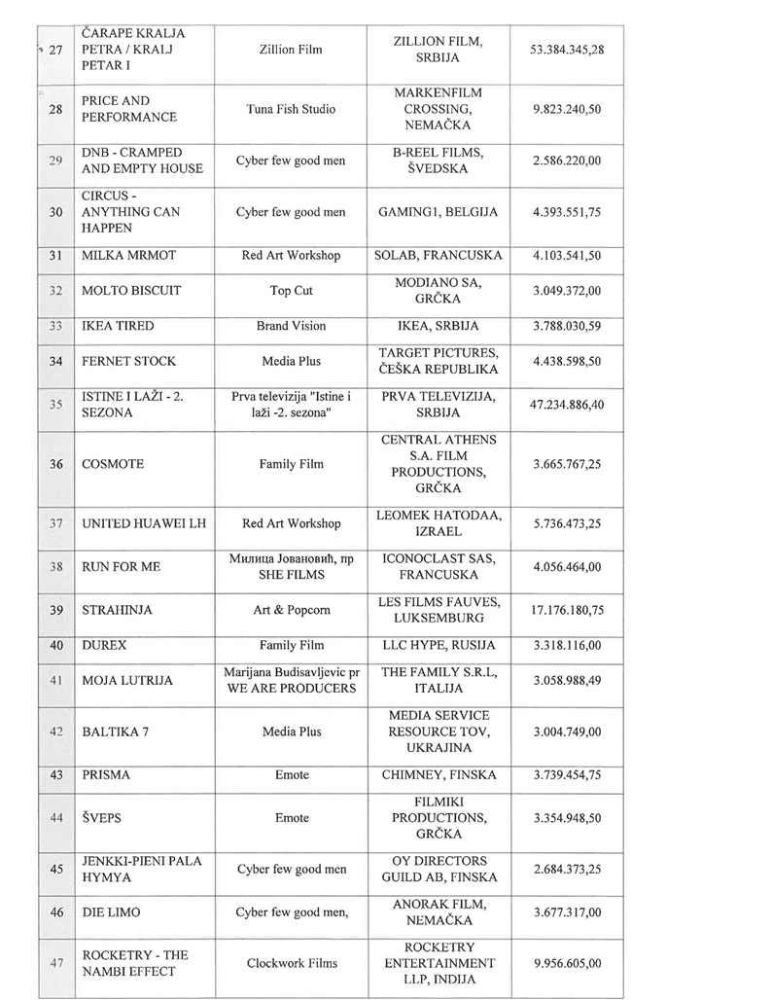 27
ČARAPE KRALJA
PETRA / KRALJ
PETAR I
Zillion Film
ZILLION FILM,
SRBIJA
53.384.345,28
28
PRICE AND
PERFORMANCE
Tuna Fish Studio
MARKENFILM
CROSSING,
NEMAČKA
9.823.240,50
29
DNB - CRAMPED
AND EMPTY HOUSE
Cyber few good men
B-REEL FILMS,
ŠVEDSKA
2.586.220,00
30
CIRCUS -
ANYTHING CAN
HAPPEN
Cyber few good men
GAMING1, BELGIJA
4.393.551,75
31
MILKA MRMOT
Red Art Workshop
SOLAB, FRANCUSKA
4.103.541,50
32
MOLTO BISCUIT
Top Cut
MODIANO SA,
GRČKA
3.049.372,00
33
IKEA TIRED
Brand Vision
IKEA, SRBIJA
3.788.030,59
34
FERNET STOCK
Media Plus
TARGET PICTURES,
ČEŠKA REPUBLIKA
4.438.598,50
35
ISTINE I LAŽI - 2.
SEZONA
Prva televizija "Istine i
laži -2. sezona"
PRVA TELEVIZIJA,
SRBIJA
47.234.886,40
36
COSMOTE
Family Film
CENTRAL ATHENS
S.A. FILM
PRODUCTIONS,
GRČKA
3.665.767,25
37
UNITED HUAWEI LH
Red Art Workshop
LEOMEK HATODAA,
IZRAEL
5.736.473,25
38
RUN FOR ME
Милица Јовановић, пр
SHE FILMS
ICONOCLAST SAS,
FRANCUSKA
4.056.464,00
39
STRAHINJA
Art & Popcorn
LES FILMS FAUVES,
LUKSEMBURG
17.176.180,75
40
DUREX
Family Film
LLC HYPE, RUSIJA
3.318.116,00
41
MOJA LUTRIJA
Marijana Budisavljevic pr
WE ARE PRODUCERS
THE FAMILY S.R.L,
ITALIJA
3.058.988,49
42
BALTIKA 7
Media Plus
MEDIA SERVICE
RESOURCE TOV,
UKRAJINA
3.004.749,00
43
PRISMA
Emote
CHIMNEY, FINSKA
3.739.454,75
44
ŠVEPS
Emote
FILMIKI
PRODUCTIONS,
GRČKA
3.354.948,50
45
JENKKI-PIENI PALA
HYMYA
Cyber few good men
OY DIRECTORS
GUILD AB, FINSKA
2.684.373,25
46
DIE LIMO
Cyber few good men,
ANORAK FILM,
NEMAČKA
3.677.317,00
47
ROCKETRY - THE
NAMBI EFFECT
Clockwork Films
ROCKETRY
ENTERTAINMENT
LLP, INDIJA
9.956.605,00